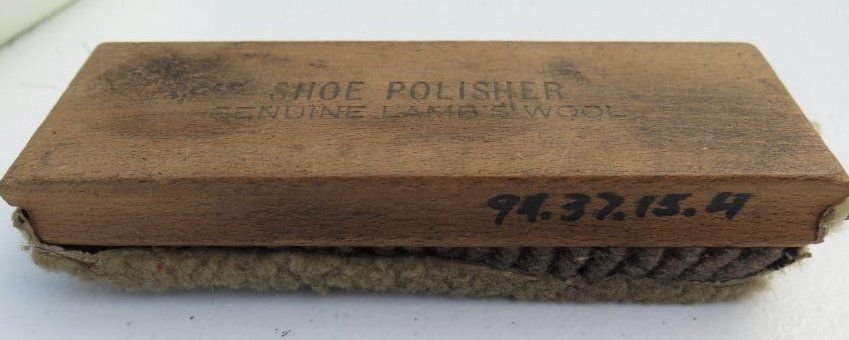 SHOE POLISHER
GENUINE LAMB'S WOOL
94.37.15.4